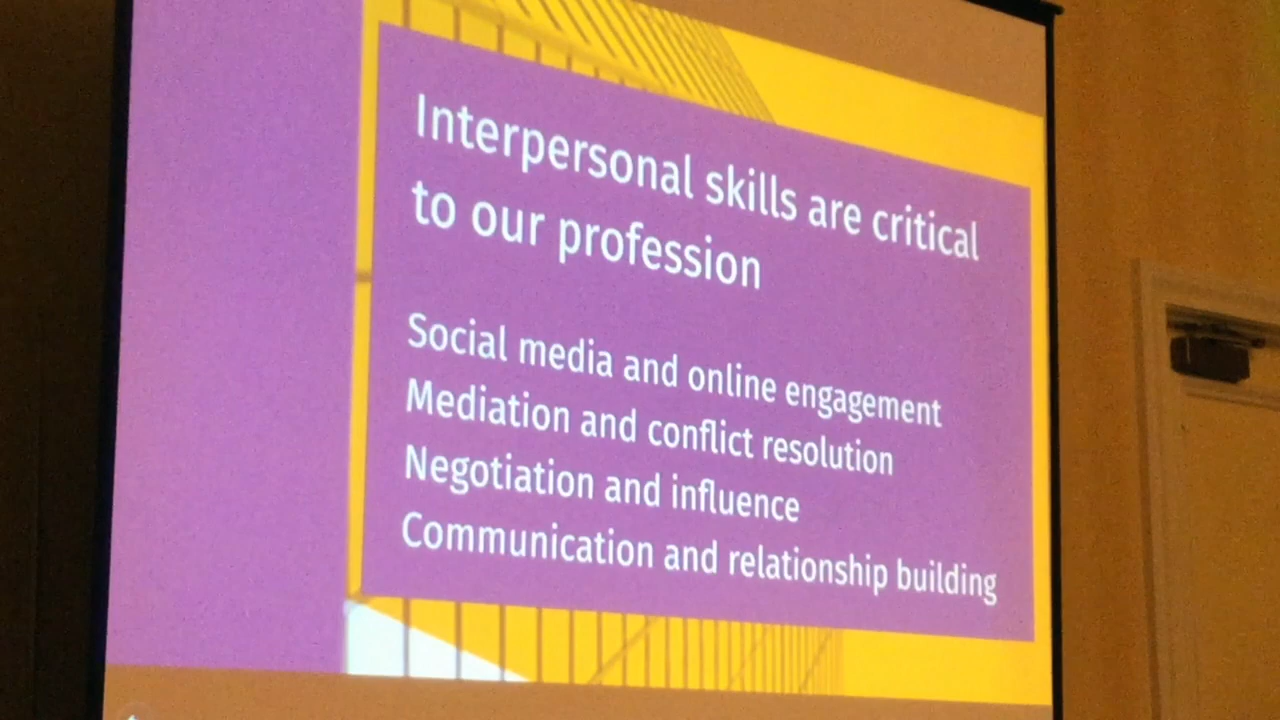 Interpersonal skills are critical
to our profession
Social media and online engagement
Mediation and conflict resolution
Negotiation and influence
Communication and relationship building